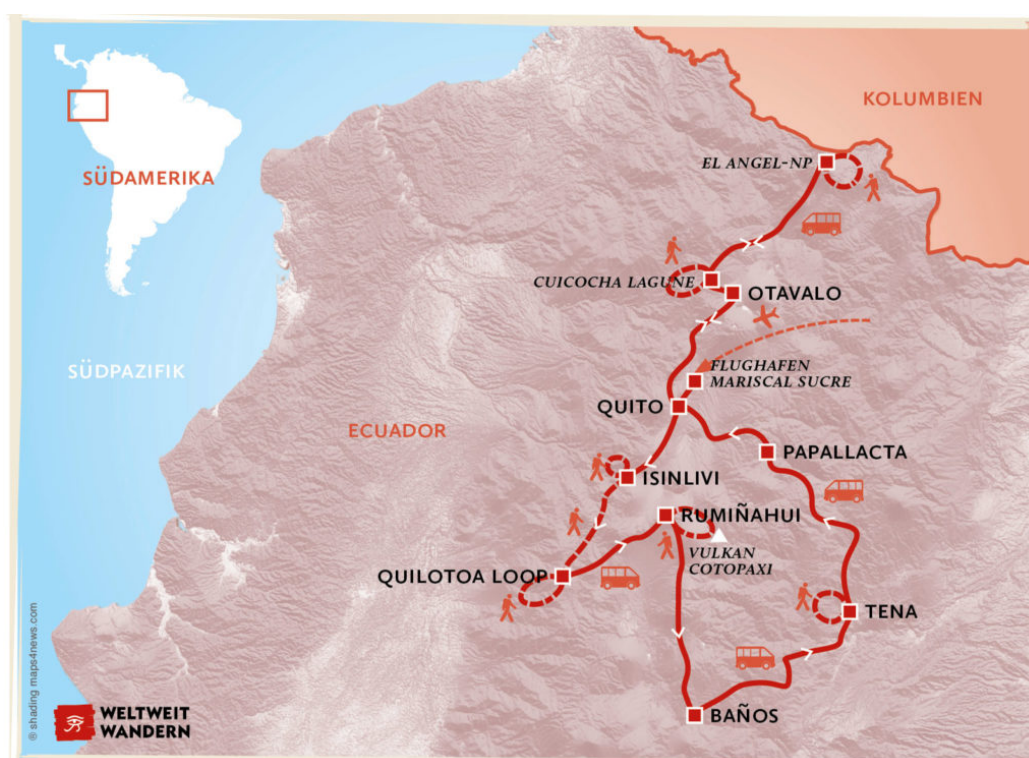 KOLUMBIEN
EL ANGEL-NP
SÜDAMERIKA
CUICOCHA LAGUNE
OTAVALO
SÜDPAZIFIK
FLUGHAFEN
MARISCAL SUCRE
QUITO
ECUADOR
PAPALLACTA
ISINLIVI
RUMIÑAHUI
VULKAN
COTOPAXI
QUILOTOA LOOP
TENA
BAÑOS
WELTWEIT
WANDERN
© shading maps4news.com